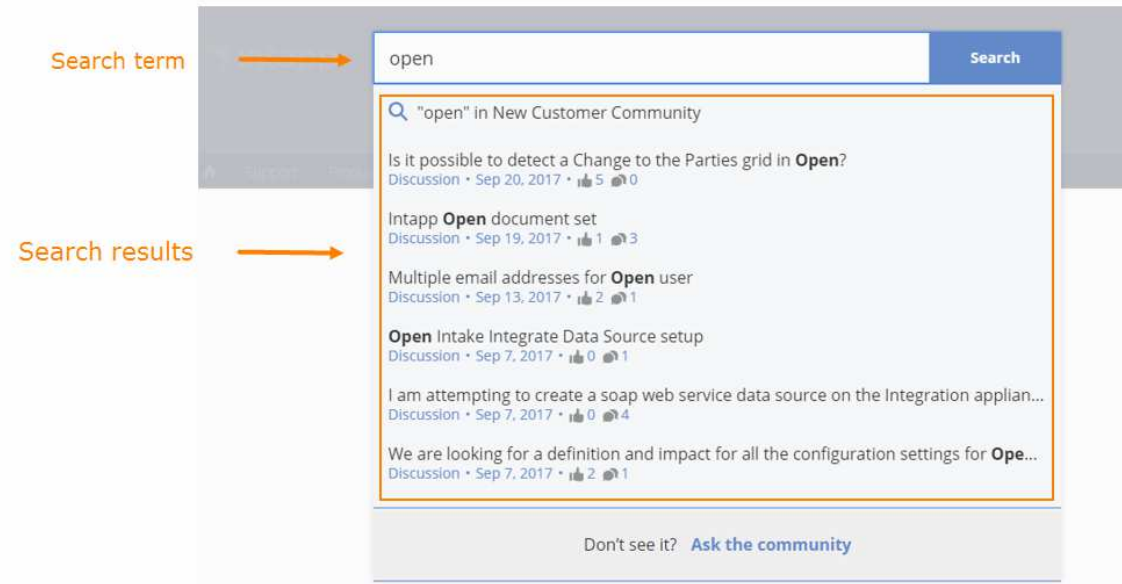 Search term
open
Search
"open" in New Customer Community
Is it possible to detect a Change to the Parties grid in Open?
Discussion • Sep 20, 2017 • 5 0
Intapp Open document set
Discussion • Sep 19, 2017 • 1 3
Search results
Multiple email addresses for Open user
Discussion • Sep 13, 2017 • 2 1
Open Intake Integrate Data Source setup
Discussion • Sep 7, 2017 • 0 1
I am attempting to create a soap web service data source on the Integration applian...
Discussion • Sep 7, 2017 • 0 4
We are looking for a definition and impact for all the configuration settings for Ope...
Discussion • Sep 7, 2017 • 2 1
Don't see it? Ask the community